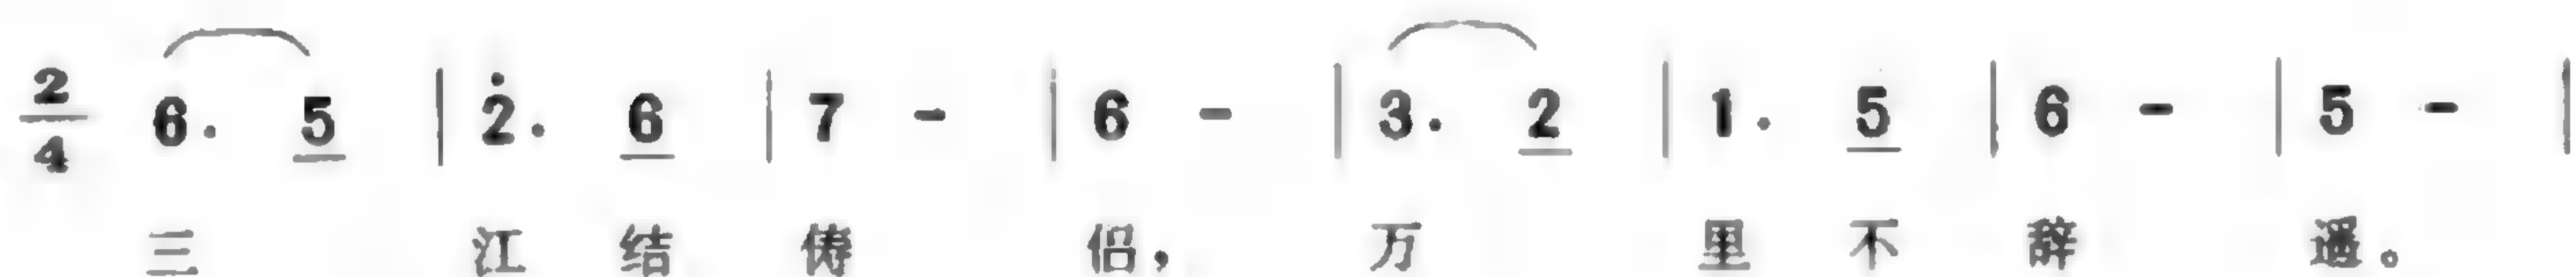 2/4 6. 5 | 2̇. 6 | 7 - | 6 - | 3. 2 | 1. 5 | 6 - | 5 - |
三 江 结 俦 侣, 万 里 不 辞 遥。